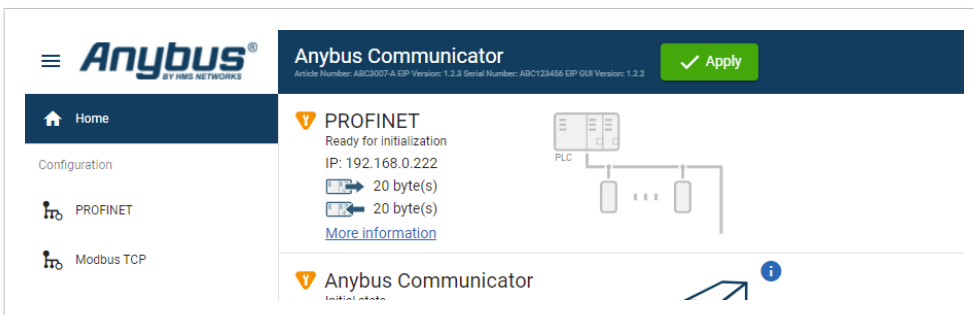 Anybus®
BY HMS NETWORKS
Anybus Communicator
Article Number: ABC3007-A EIP Version: 1.2.3 Serial Number: ABC123456 EIP GUI Version: 1.2.2
Apply
Home
Configuration
PROFINET
Modbus TCP
PROFINET
Ready for initialization
IP: 192.168.0.222
20 byte(s)
20 byte(s)
More information
PLC
Anybus Communicator
Initial state